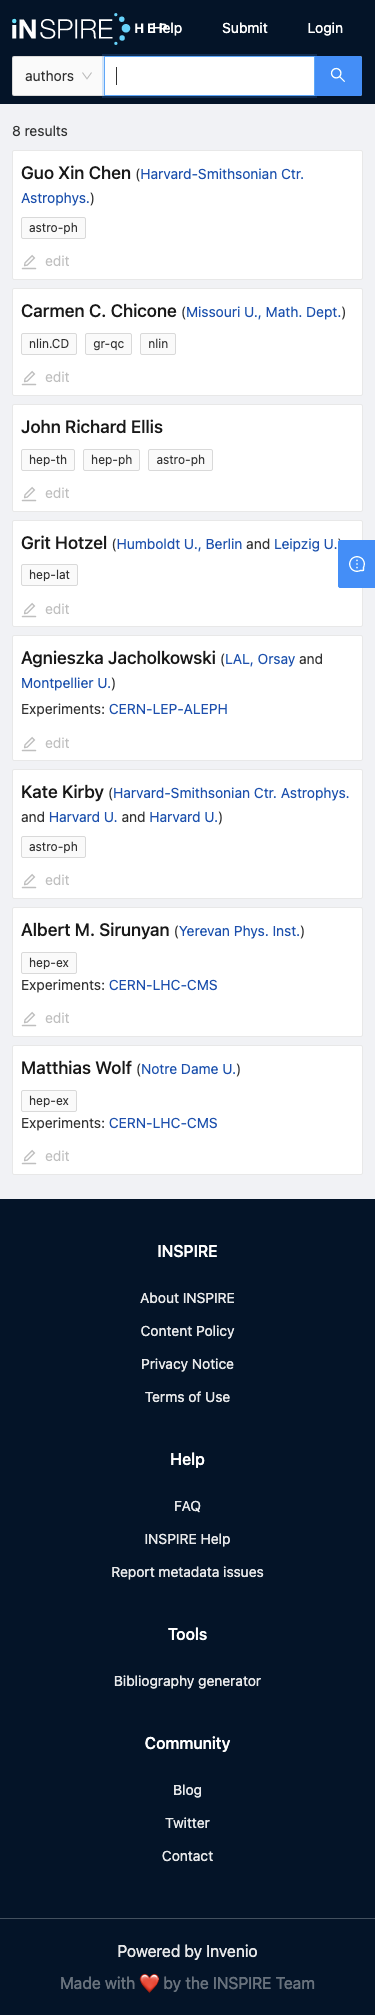 iNSPIRE HEP Help Submit Login
authors
8 results
Guo Xin Chen (Harvard-Smithsonian Ctr.
Astrophys.)
astro-ph
edit
Carmen C. Chicone (Missouri U., Math. Dept.)
nlin.CD gr-qc nlin
edit
John Richard Ellis
hep-th hep-ph astro-ph
edit
Grit Hotzel (Humboldt U., Berlin and Leipzig U.)
hep-lat
edit
Agnieszka Jacholkowski (LAL, Orsay and
Montpellier U.)
Experiments: CERN-LEP-ALEPH
edit
Kate Kirby (Harvard-Smithsonian Ctr. Astrophys.
and Harvard U. and Harvard U.)
astro-ph
edit
Albert M. Sirunyan (Yerevan Phys. Inst.)
hep-ex
Experiments: CERN-LHC-CMS
edit
Matthias Wolf (Notre Dame U.)
hep-ex
Experiments: CERN-LHC-CMS
edit
INSPIRE
About INSPIRE
Content Policy
Privacy Notice
Terms of Use
Help
FAQ
INSPIRE Help
Report metadata issues
Tools
Bibliography generator
Community
Blog
Twitter
Contact
Powered by Invenio
Made with ❤️ by the INSPIRE Team